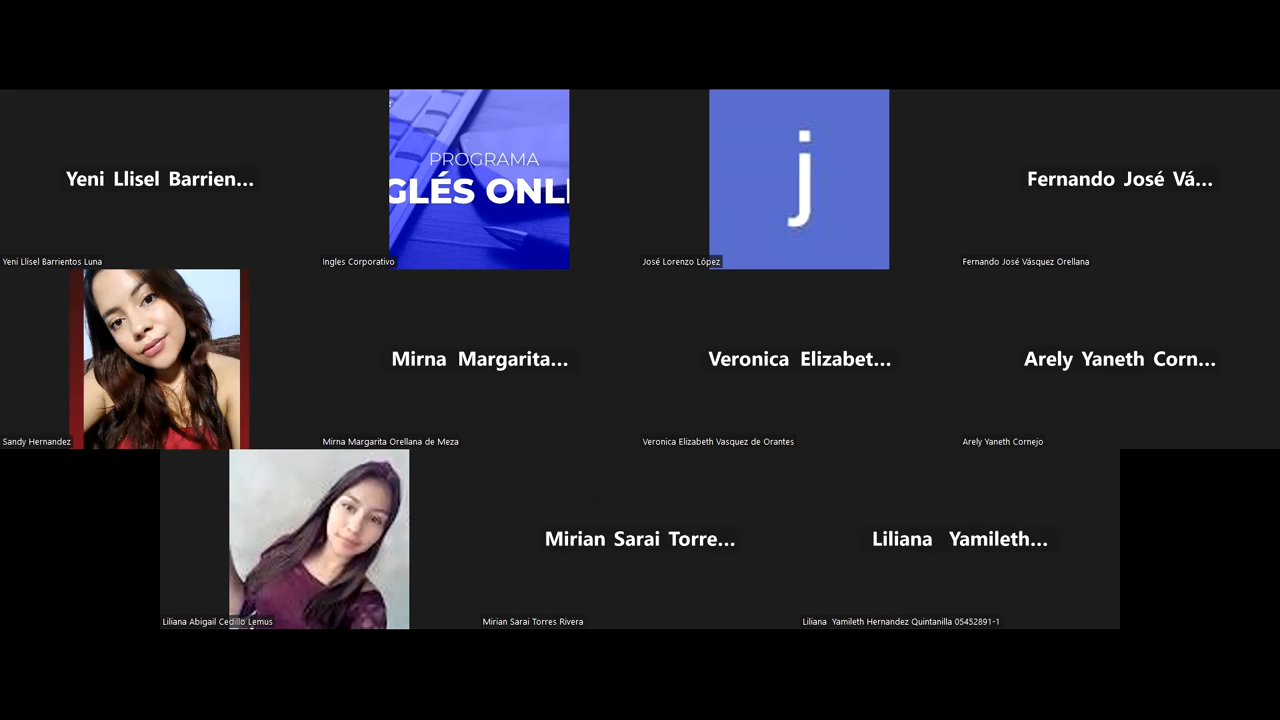 Yeni Llisel Barrien...
Yeni Llisel Barrientos Luna
PROGRAMA
GLÉS ONLI
Ingles Corporativo
j
José Lorenzo López
Fernando José Vá...
Fernando José Vásquez Orellana
Sandy Hernandez
Mirna Margarita...
Mirna Margarita Orellana de Meza
Veronica Elizabet...
Veronica Elizabeth Vasquez de Orantes
Arely Yaneth Corn...
Arely Yaneth Cornejo
Liliana Abigail Cedillo Lemus
Mirian Sarai Torre...
Mirian Sarai Torres Rivera
Liliana Yamileth...
Liliana Yamileth Hernandez Quintanilla 05452891-1